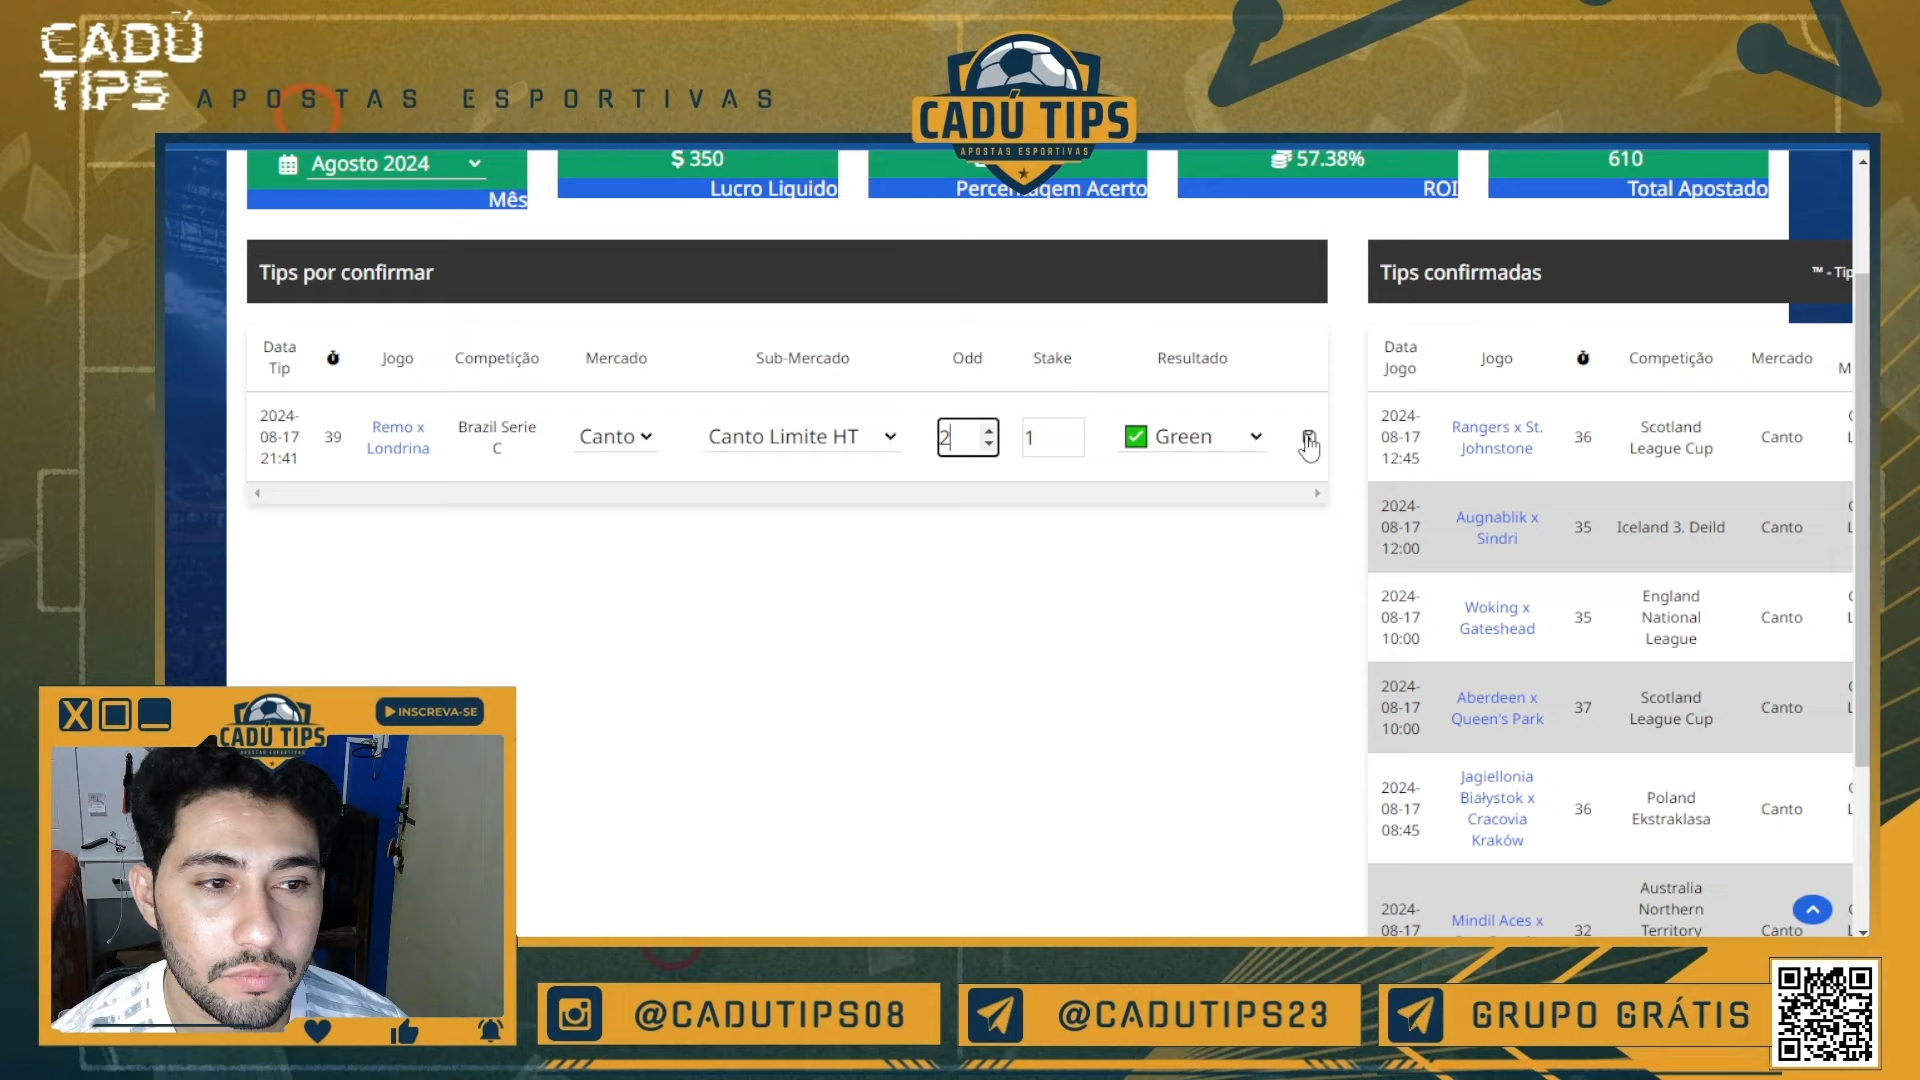 CADÚ
TIPS
APOSTAS ESPORTIVAS
CADÚ TIPS
APOSTAS ESPORTIVAS
Agosto 2024
Mês
$ 350
Lucro Liquido
Percentagem Acerto
57.38%
ROI
610
Total Apostado
Tips por confirmar
Data Tip
Jogo
Competição
Mercado
Sub-Mercado
Odd
Stake
Resultado
2024-
08-17
21:41
39
Remo x
Londrina
Brazil Serie
C
Canto
Canto Limite HT
2
1
Green
Tips confirmadas
™ - Tip
Data
Jogo
Jogo
Competição
Mercado
M
2024-
08-17
12:45
Rangers x St.
Johnstone
36
Scotland
League Cup
Canto
2024-
08-17
12:00
Augnablik x
Sindri
35
Iceland 3. Deild
Canto
2024-
08-17
10:00
Woking x
Gateshead
35
England
National
League
Canto
2024-
08-17
10:00
Aberdeen x
Queen's Park
37
Scotland
League Cup
Canto
2024-
08-17
08:45
Jagiellonia
Białystok x
Cracovia
Kraków
36
Poland
Ekstraklasa
Canto
2024-
08-17
Mindil Aces x
32
Australia
Northern
Territory
Canto
X
CADÚ TIPS
INSCREVA-SE
@CADUTIPS08
@CADUTIPS23
GRUPO GRÁTIS